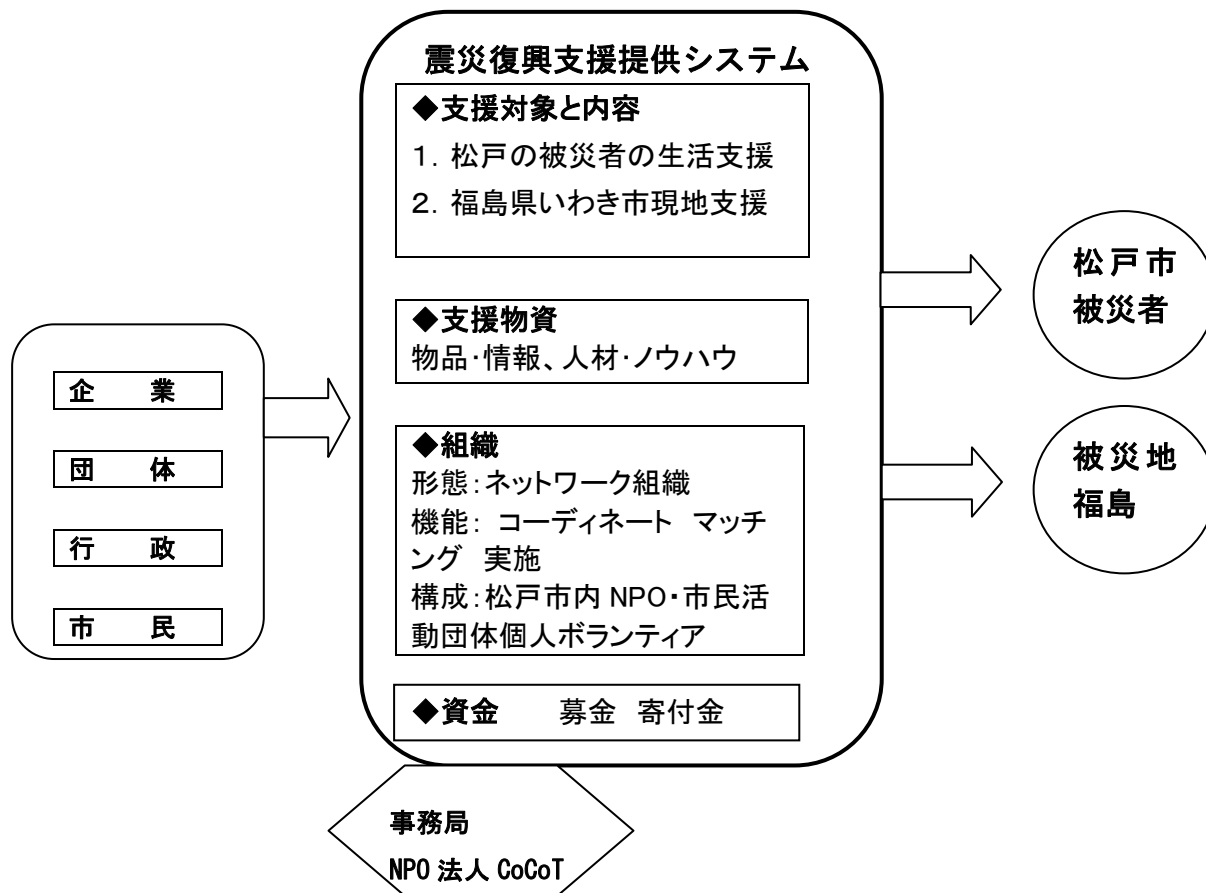 震災復興支援提供システム
◆支援対象と内容
1．松戸の被災者の生活支援
2．福島県いわき市現地支援
◆支援物資
物品・情報、人材・ノウハウ
◆組織
形態：ネットワーク組織
機能：　コーディネート　マッチ
ング　実施
構成：松戸市内 NPO・市民活
動団体個人ボランティア
◆資金　　募金　寄付金
企　業
団　体
行　政
市　民
松戸市
被災者
被災地
福島
事務局
NPO 法人 CoCoT